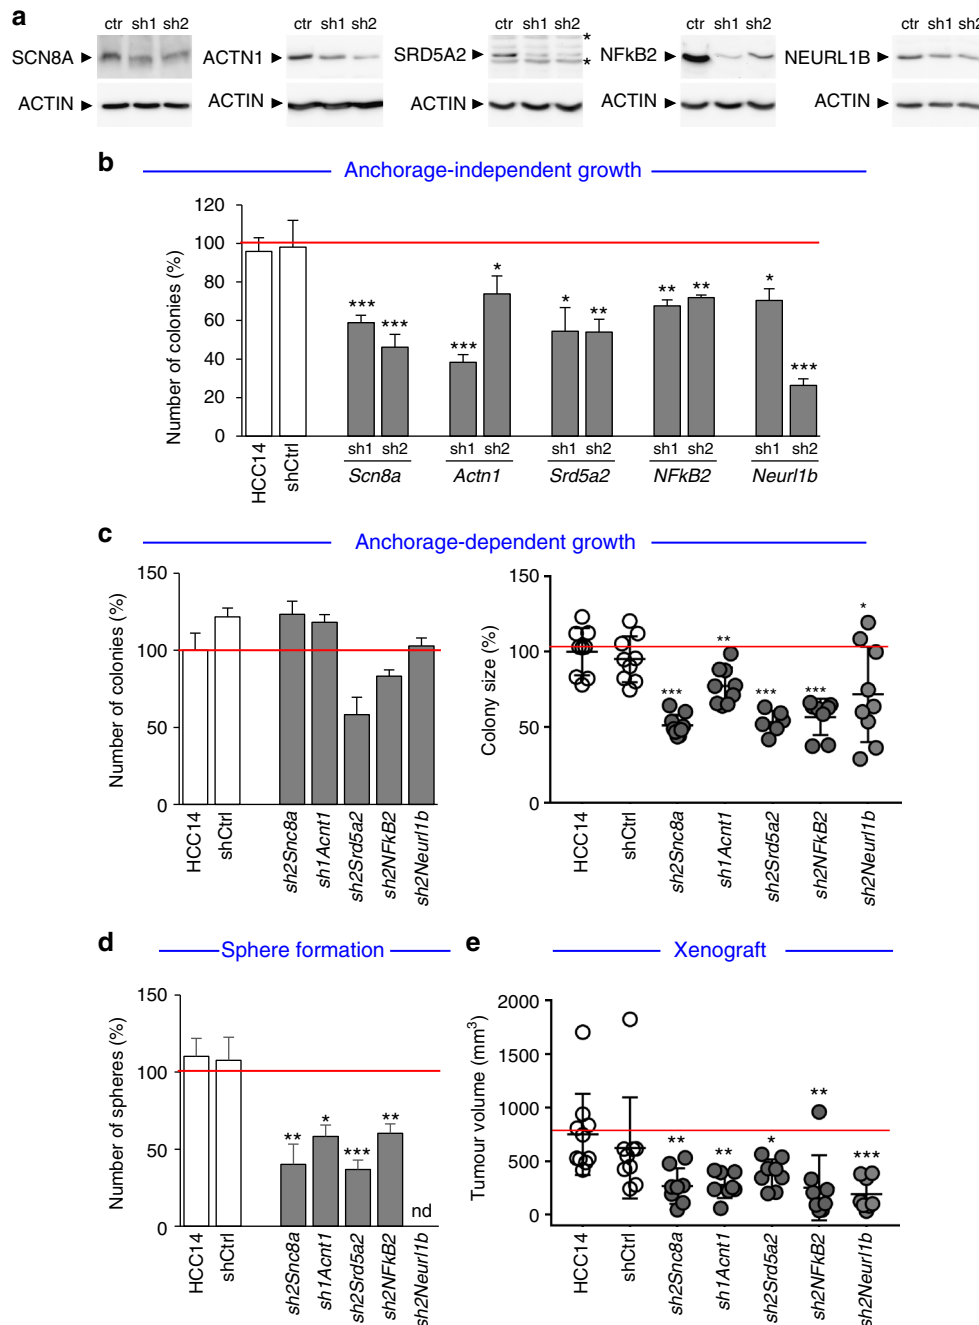 a
ctr sh1 sh2
SCN8A
ACTIN
ctr sh1 sh2
ACTN1
ACTIN
ctr sh1 sh2
SRD5A2
*
*
ACTIN
ctr sh1 sh2
NFkB2
ACTIN
ctr sh1 sh2
NEURL1B
ACTIN
b
Anchorage-independent growth
Number of colonies (%)
120
100
80
60
40
20
0
***
***
***
*
*
**
**
**
*
***
HCC14
shCtrl
sh1 sh2
sh1 sh2
sh1 sh2
sh1 sh2
sh1 sh2
Scn8a
Actn1
Srd5a2
NFkB2
Neurl1b
c
Anchorage-dependent growth
Number of colonies (%)
150
100
50
0
HCC14
shCtrl
sh2Snc8a
sh1Acnt1
sh2Srd5a2
sh2NFkB2
sh2Neurl1b
Colony size (%)
150
100
50
0
***
**
***
***
*
HCC14
shCtrl
sh2Snc8a
sh1Acnt1
sh2Srd5a2
sh2NFkB2
sh2Neurl1b
d
Sphere formation
Number of spheres (%)
150
100
50
0
**
*
***
**
nd
HCC14
shCtrl
sh2Snc8a
sh1Acnt1
sh2Srd5a2
sh2NFkB2
sh2Neurl1b
e
Xenograft
Tumour volume (mm³)
2000
1500
1000
500
0
**
**
*
**
***
HCC14
shCtrl
sh2Snc8a
sh1Acnt1
sh2Srd5a2
sh2NFkB2
sh2Neurl1b